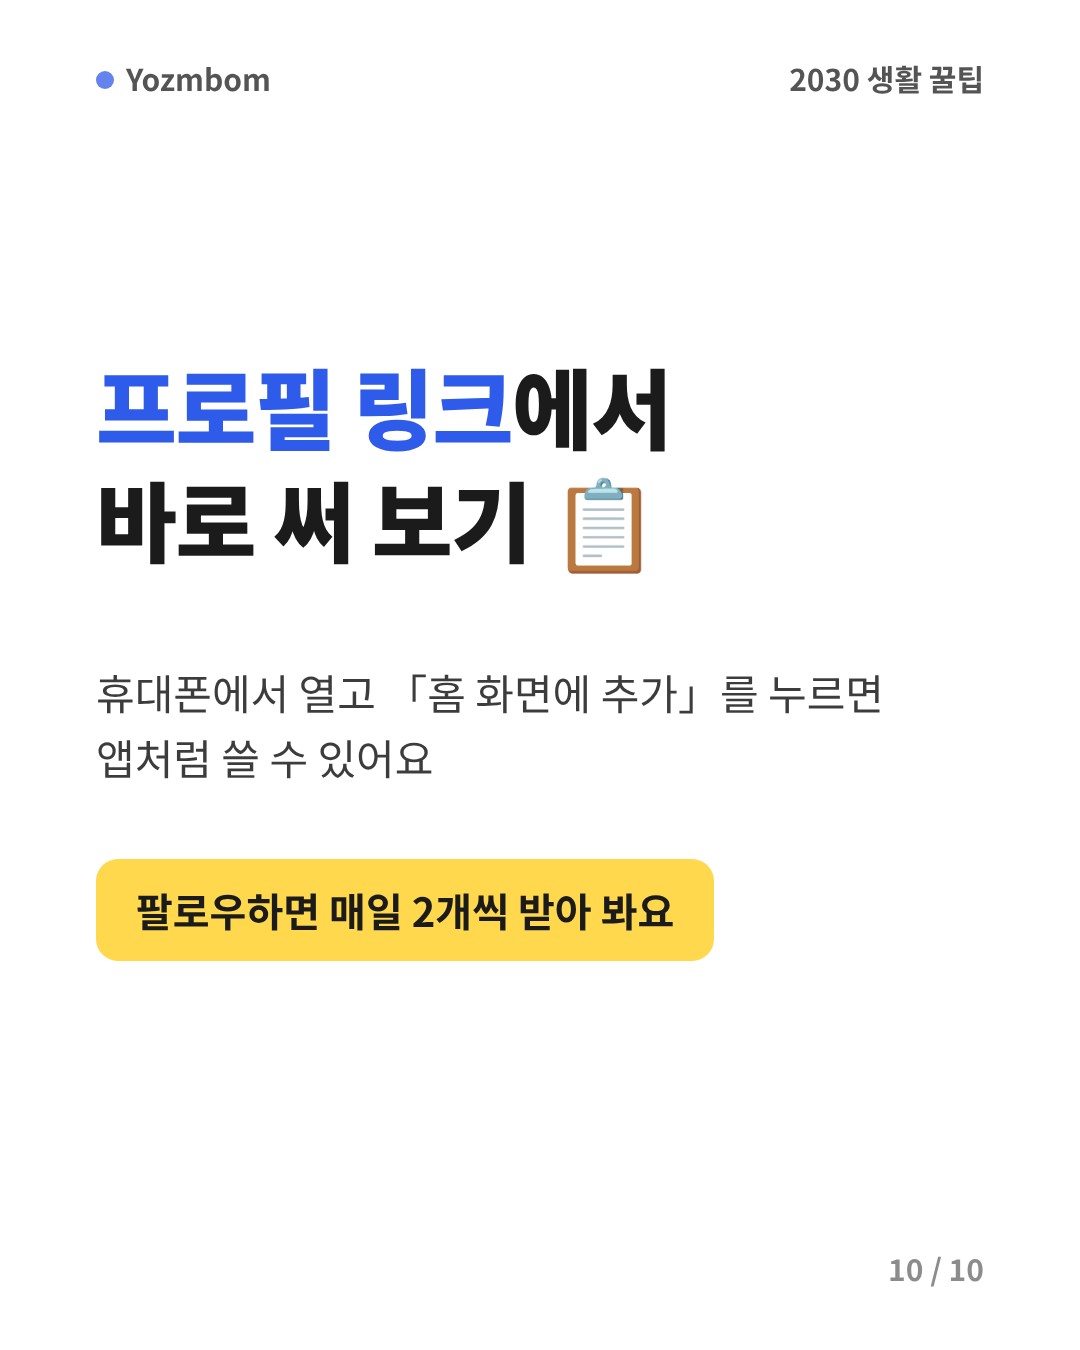 Yozmbom
2030 생활 꿀팁
프로필 링크에서
바로 써 보기 📋
휴대폰에서 열고 「홈 화면에 추가」를 누르면
앱처럼 쓸 수 있어요
팔로우하면 매일 2개씩 받아 봐요
10 / 10